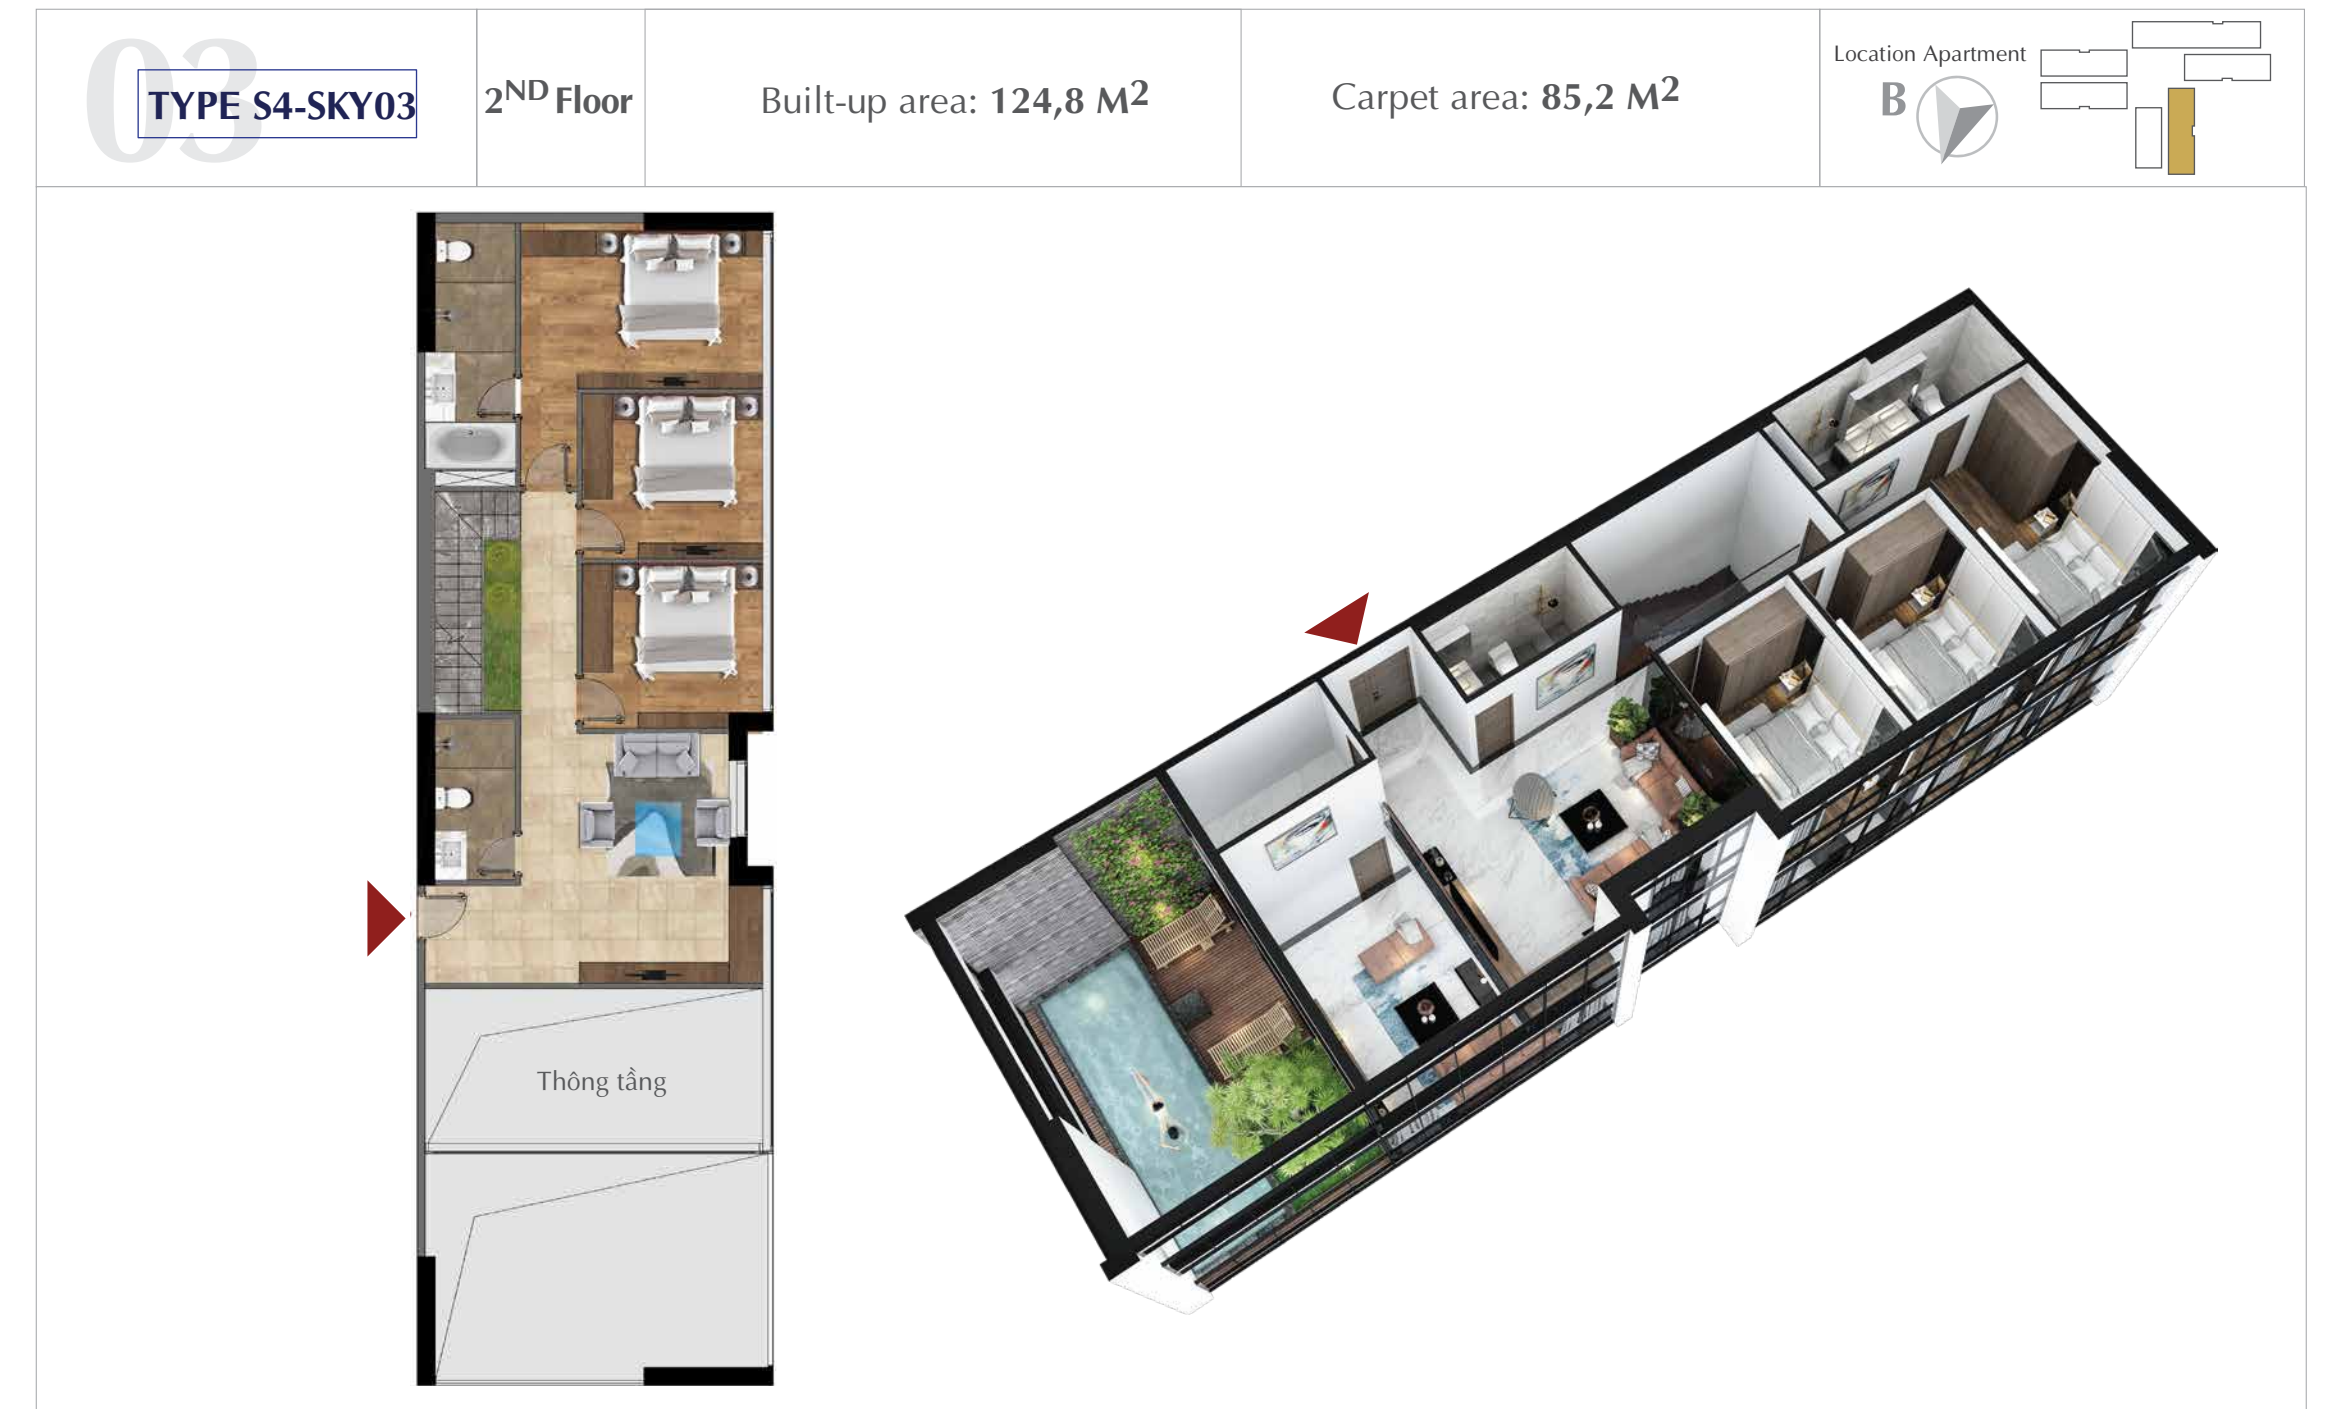 03
TYPE S4-SKY03
2ND Floor
Built-up area: 124,8 M2
Carpet area: 85,2 M2
Location Apartment
B
Thông tầng